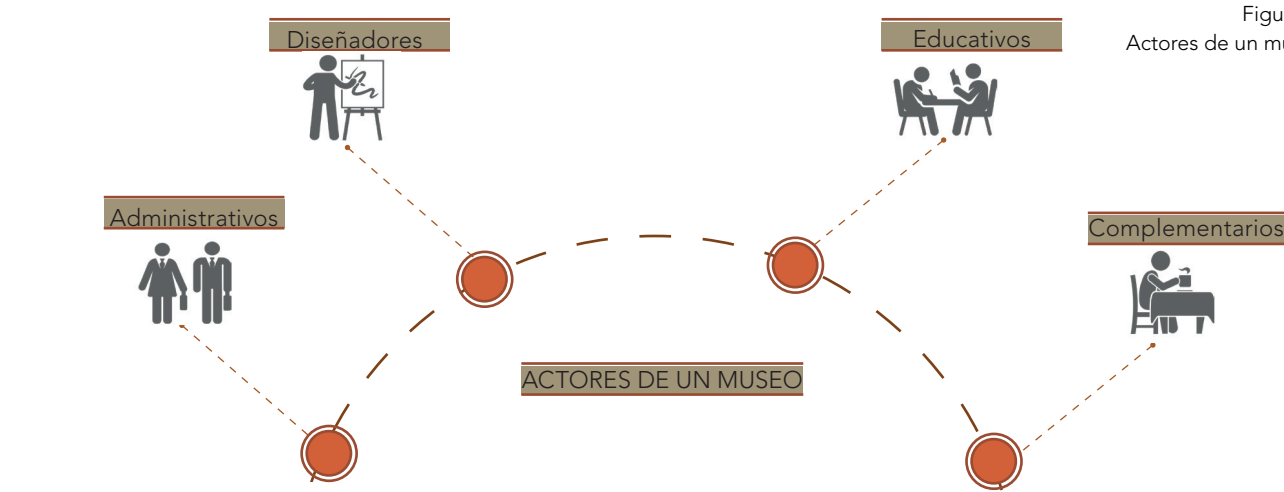 Figu
Actores de un mu
Diseñadores
Educativos
Administrativos
Complementarios
ACTORES DE UN MUSEO